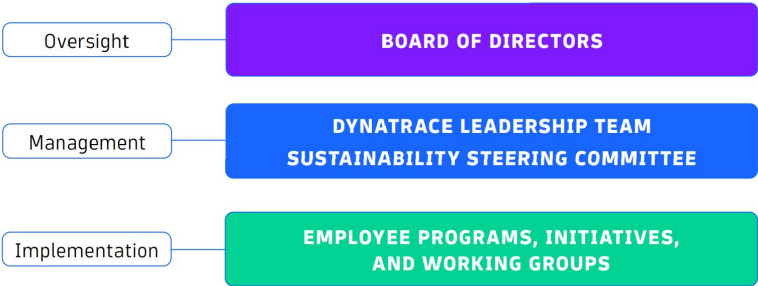 Oversight
BOARD OF DIRECTORS
Management
DYNATRACE LEADERSHIP TEAM
SUSTAINABILITY STEERING COMMITTEE
Implementation
EMPLOYEE PROGRAMS, INITIATIVES,
AND WORKING GROUPS